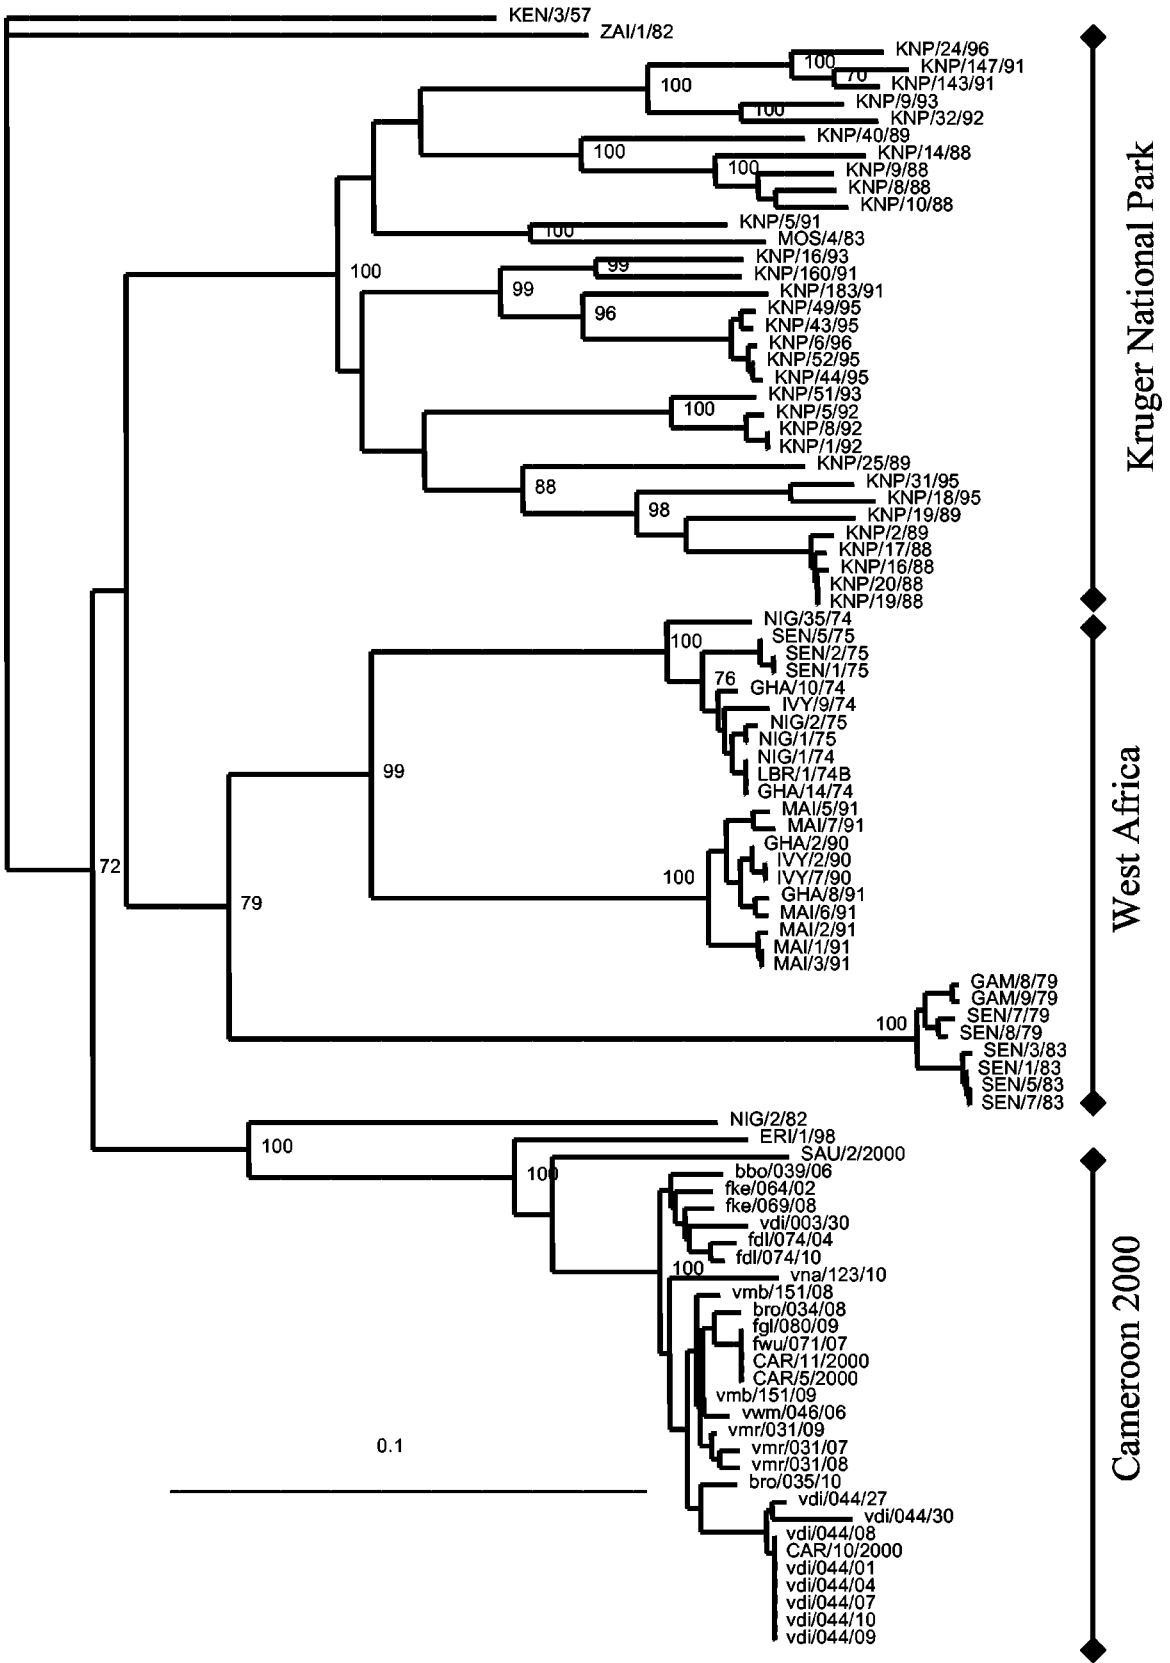 KEN/3/57
ZAI/1/82
KNP/24/96
100
KNP/147/91
70
KNP/143/91
100
KNP/9/93
100
KNP/32/92
KNP/40/89
100
KNP/14/88
100
KNP/9/88
KNP/8/88
KNP/10/88
KNP/5/91
100
MOS/4/83
KNP/16/93
99
100
KNP/160/91
99
KNP/183/91
KNP/49/95
96
KNP/43/95
KNP/6/96
KNP/52/95
KNP/44/95
KNP/51/93
100
KNP/5/92
KNP/8/92
KNP/1/92
KNP/25/89
KNP/31/95
88
KNP/18/95
98
KNP/19/89
KNP/2/89
KNP/17/88
KNP/16/88
KNP/20/88
KNP/19/88
Kruger National Park
NIG/35/74
SEN/5/75
100
SEN/2/75
SEN/1/75
76
GHA/10/74
IVY/9/74
NIG/2/75
NIG/1/75
NIG/1/74
99
LBR/1/74B
GHA/14/74
MAI/5/91
MAI/7/91
GHA/2/90
IVY/2/90
72
100
IVY/7/90
GHA/8/91
79
MAI/6/91
MAI/2/91
MAI/1/91
MAI/3/91
West Africa
GAM/8/79
GAM/9/79
SEN/7/79
100
SEN/8/79
SEN/3/83
SEN/1/83
SEN/5/83
SEN/7/83
NIG/2/82
ERI/1/98
100
SAU/2/2000
100
bbo/039/06
fke/064/02
fke/069/08
vdi/003/30
fdl/074/04
fdl/074/10
100
vna/123/10
vmb/151/08
bro/034/08
fgl/080/09
fwu/071/07
CAR/11/2000
CAR/5/2000
vmb/151/09
vwm/046/06
vmr/031/09
0.1
vmr/031/07
vmr/031/08
bro/035/10
vdi/044/27
vdi/044/30
vdi/044/08
CAR/10/2000
vdi/044/01
vdi/044/04
vdi/044/07
vdi/044/10
vdi/044/09
Cameroon 2000